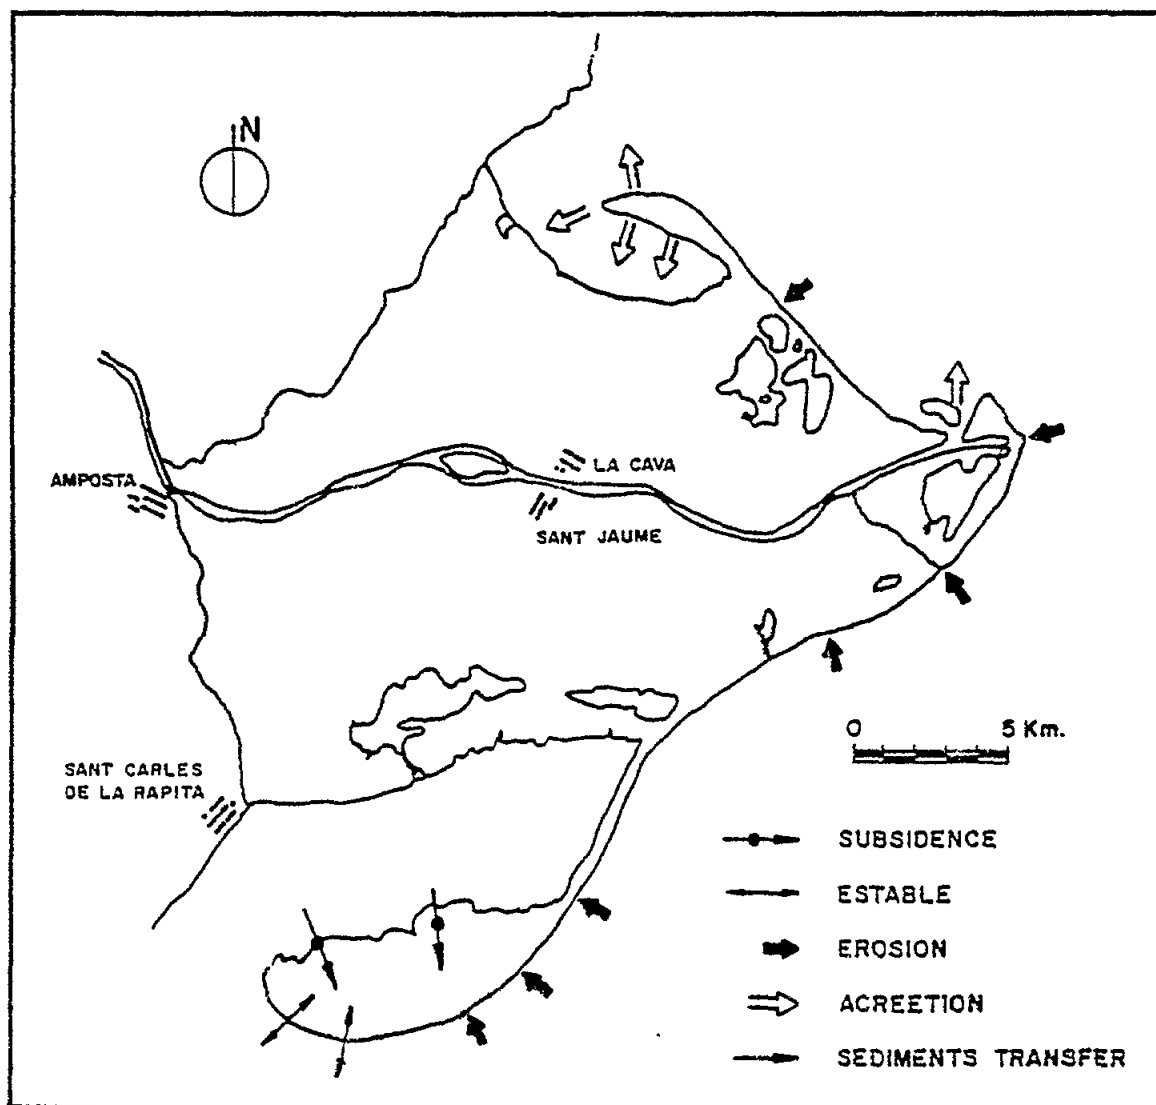 N
AMPOSTA
LA CAVA
SANT JAUME
SANT CARLES
DE LA RAPITA
0 5 Km.
SUBSIDENCE
ESTABLE
EROSION
ACREETION
SEDIMENTS TRANSFER